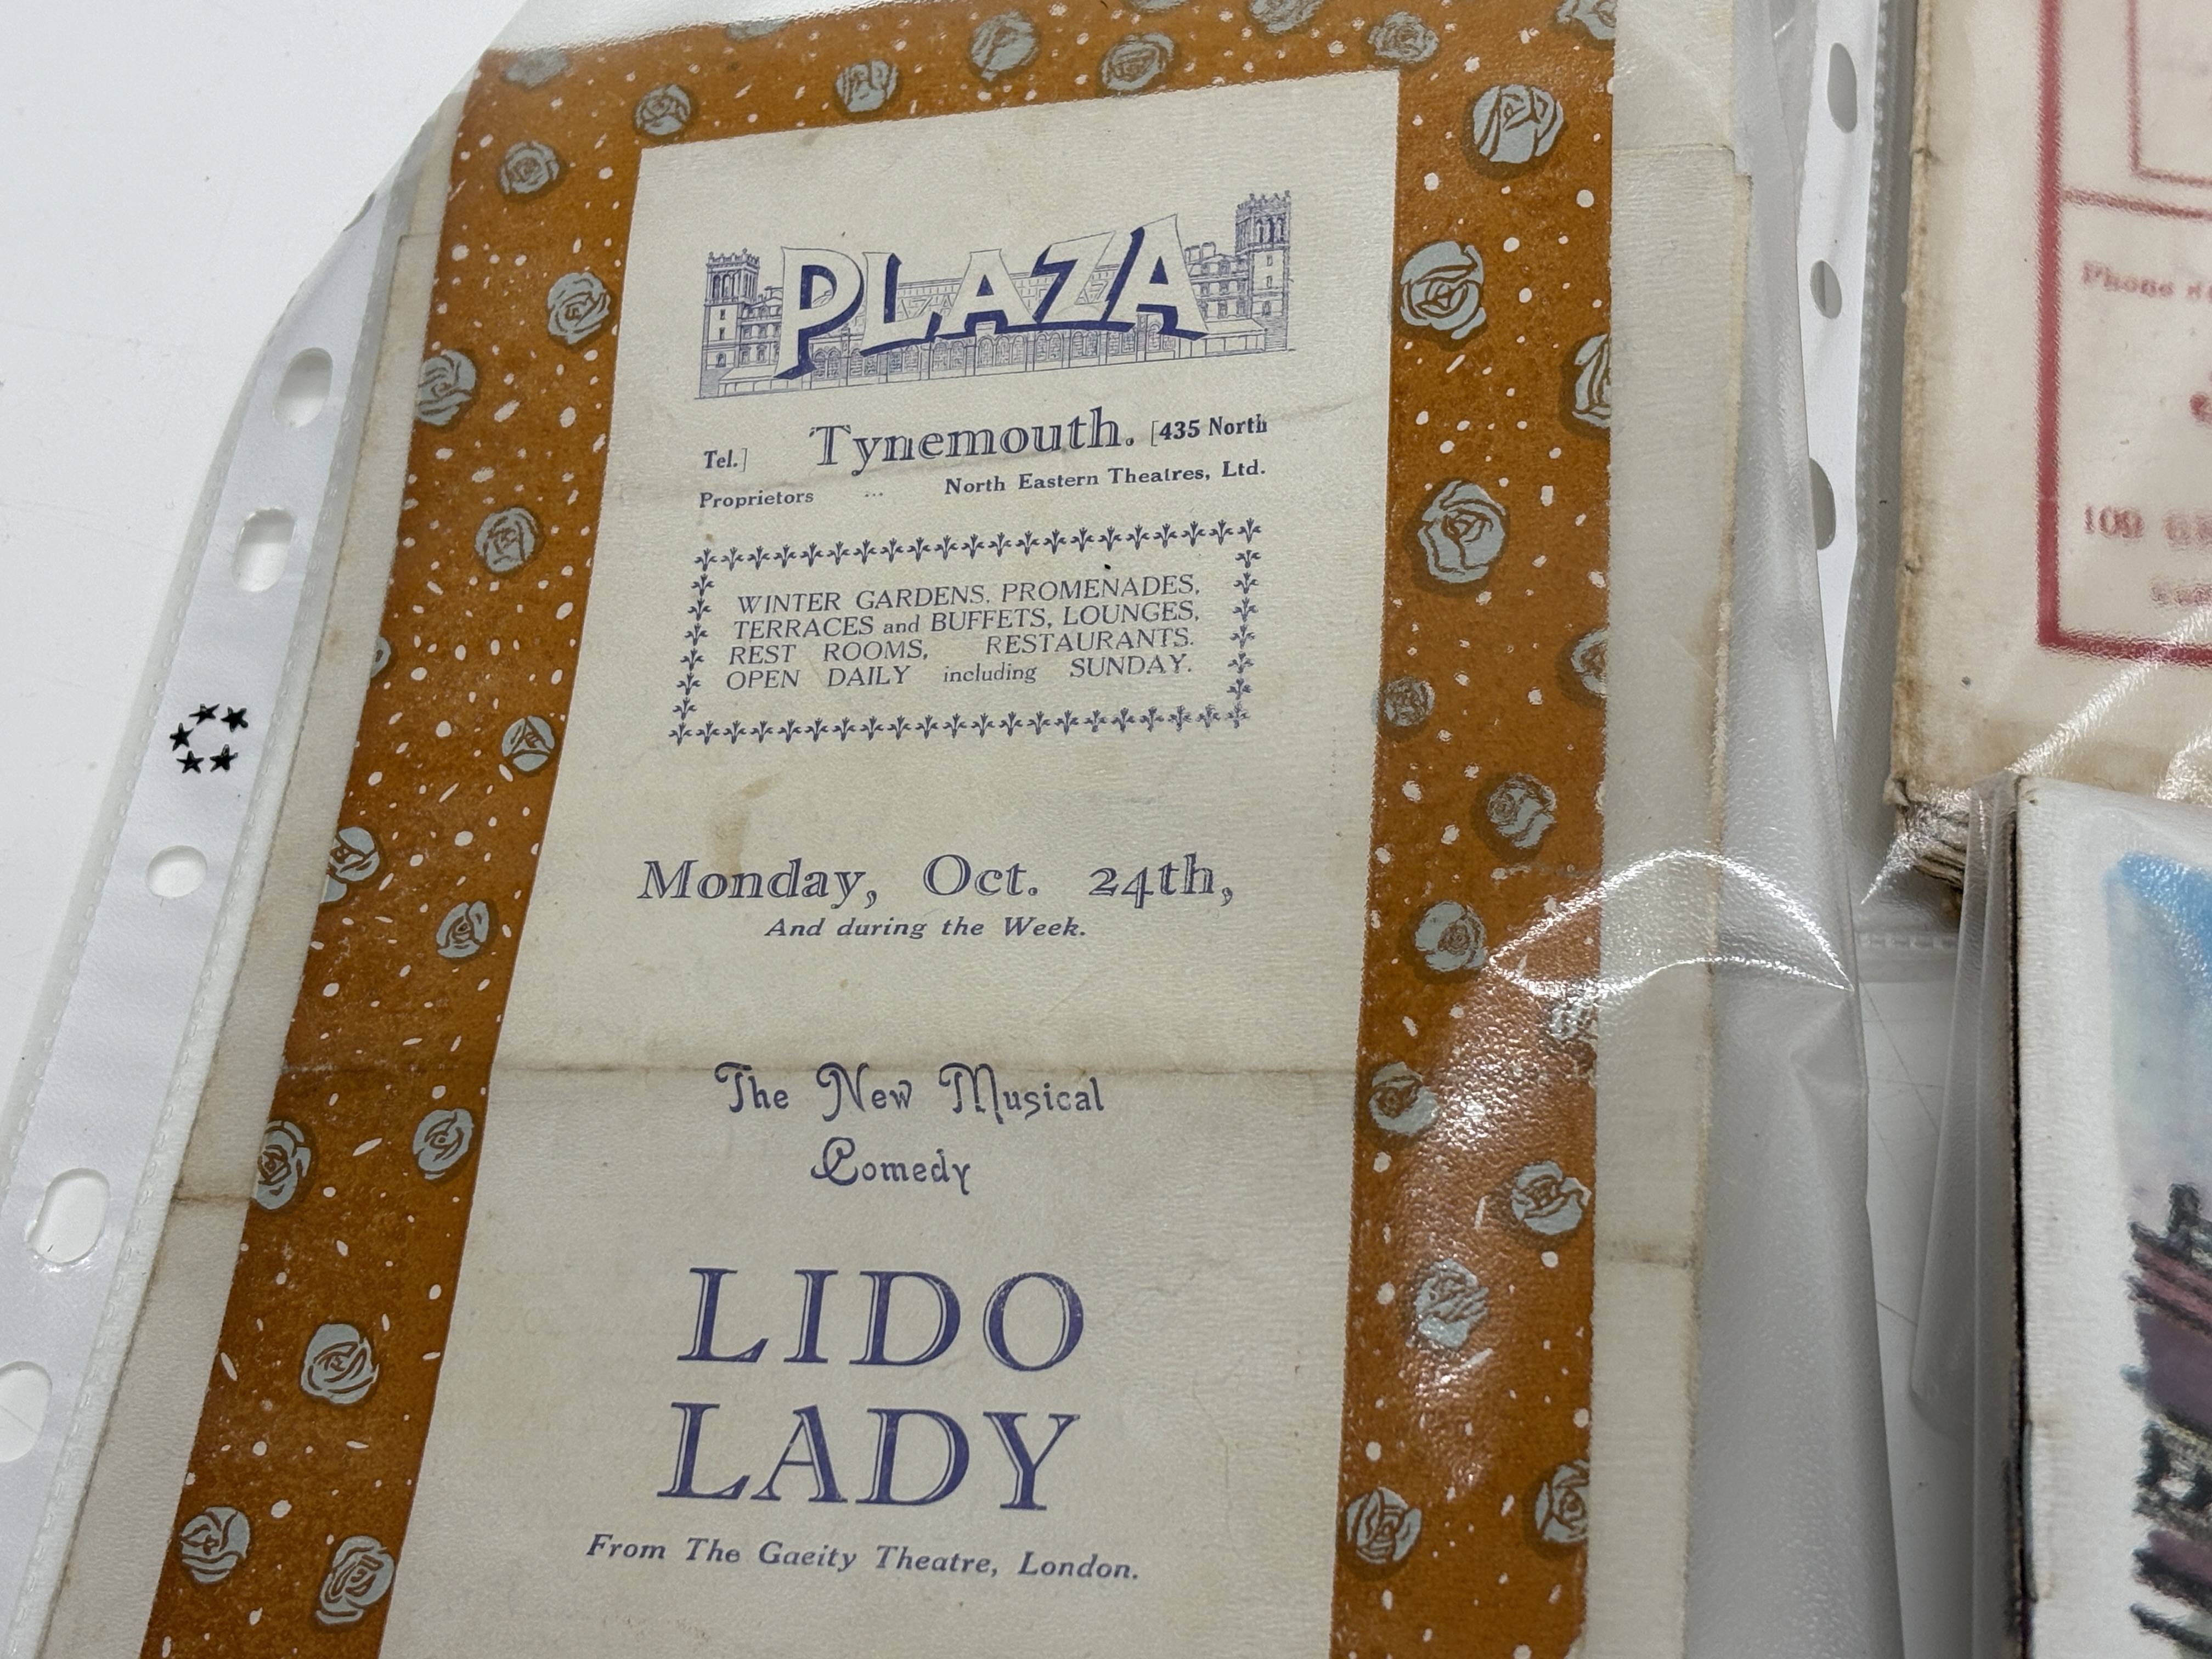 PLAZA
Tel.] Tynemouth. [435 North
Proprietors ... North Eastern Theatres, Ltd.
WINTER GARDENS. PROMENADES,
TERRACES and BUFFETS, LOUNGES,
REST ROOMS, RESTAURANTS.
OPEN DAILY including SUNDAY.
Monday, Oct. 24th,
And during the Week.
The New Musical
Comedy
LIDO
LADY
From The Gaeity Theatre, London.
Phone
109